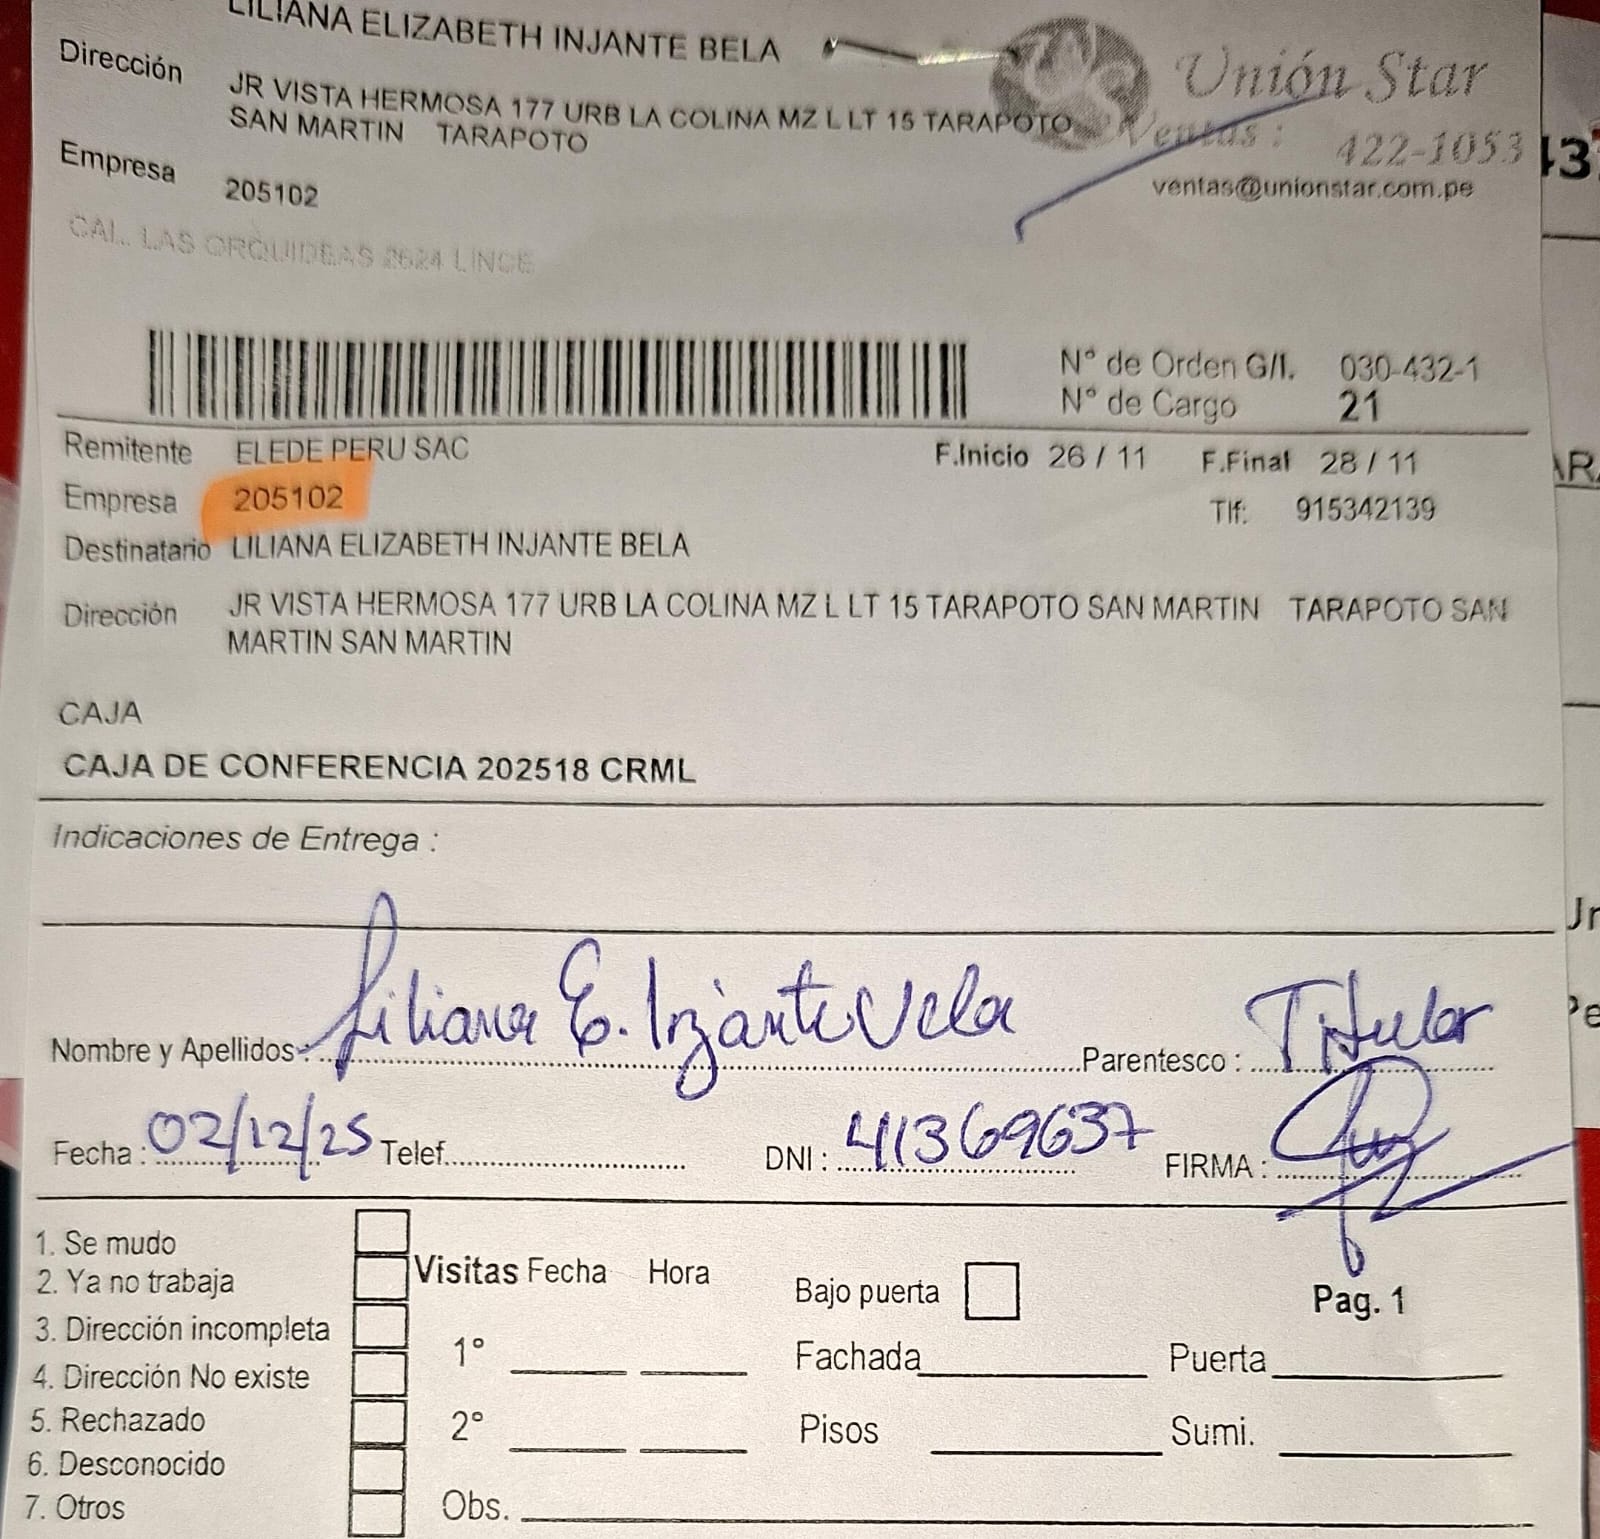 LILIANA ELIZABETH INJANTE BELA
Unión Star
Dirección JR VISTA HERMOSA 177 URB LA COLINA MZ L LT 15 TARAPOTO
SAN MARTIN TARAPOTO
Ventas : 422-1053
ventas@unionstar.com.pe
Empresa 205102
CAL. LAS ORQUIDEAS 2624 LINCE
N° de Orden G/I. 030-432-1
N° de Cargo 21
Remitente ELEDE PERU SAC F.Inicio 26 / 11 F.Final 28 / 11
Empresa 205102 Tlf: 915342139
Destinatario LILIANA ELIZABETH INJANTE BELA
Dirección JR VISTA HERMOSA 177 URB LA COLINA MZ L LT 15 TARAPOTO SAN MARTIN TARAPOTO SAN
MARTIN SAN MARTIN
CAJA
CAJA DE CONFERENCIA 202518 CRML
Indicaciones de Entrega :
Nombre y Apellidos : Liliana E. Injante Vela Parentesco : Titular
Fecha : 02/12/25 Telef. DNI : 41369637 FIRMA :
1. Se mudo
2. Ya no trabaja
3. Dirección incompleta
4. Dirección No existe
5. Rechazado
6. Desconocido
7. Otros
Visitas Fecha Hora
1°
2°
Obs.
Bajo puerta
Pag. 1
Fachada Puerta
Pisos Sumi.